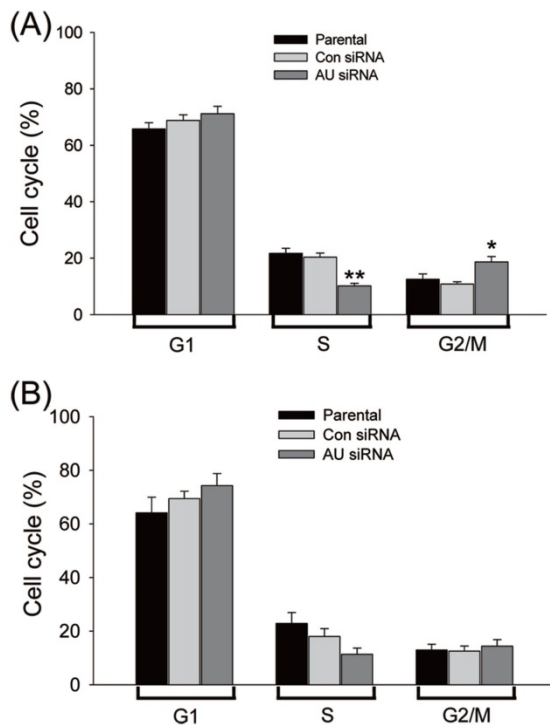 (A)
Parental
Con siRNA
AU siRNA
Cell cycle (%)
100
80
60
40
20
0
**
*
G1 S G2/M
(B)
Parental
Con siRNA
AU siRNA
Cell cycle (%)
100
80
60
40
20
0
G1 S G2/M